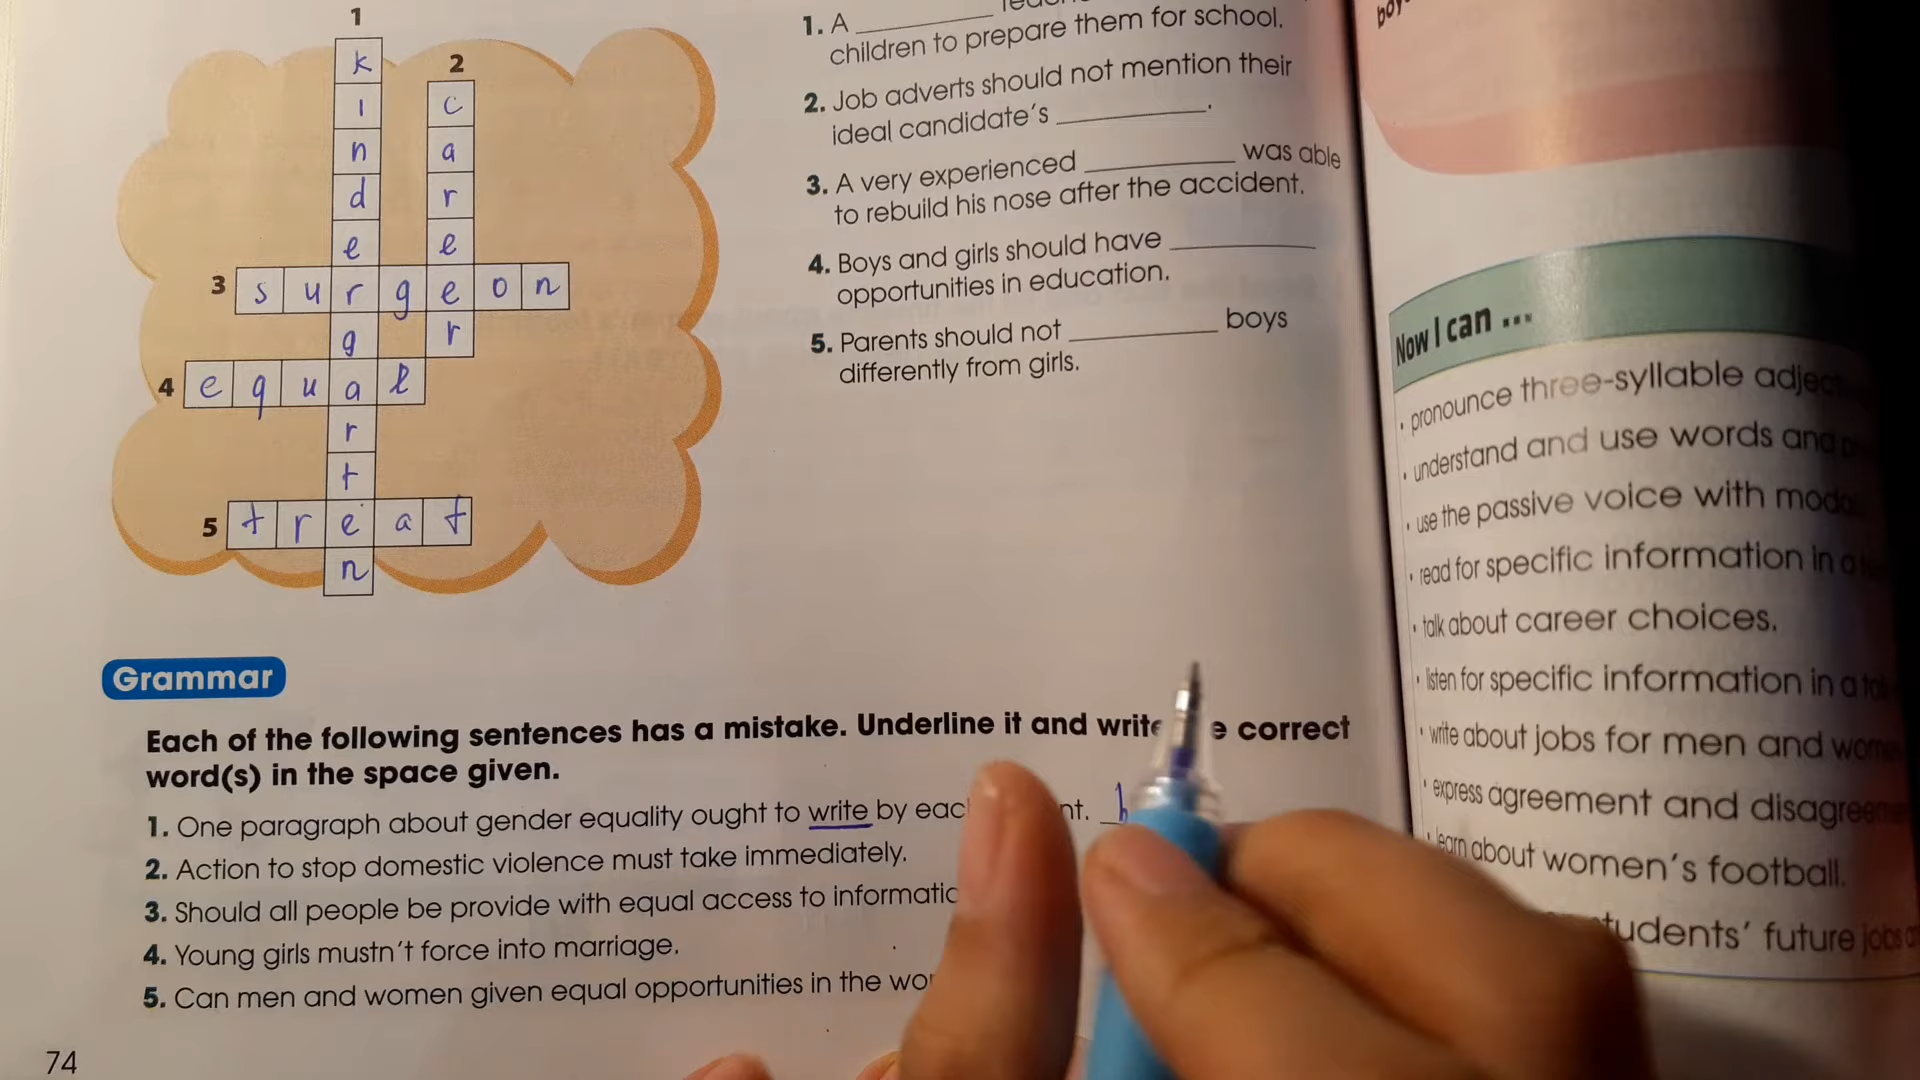 1
k
2
i
c
n
a
d
r
e
e
3 s u r g e o n
g
r
4 e q u a l
r
t
5 t r e a t
n
1. A
children to prepare them for school.
2. Job adverts should not mention their
ideal candidate's .
3. A very experienced was able
to rebuild his nose after the accident.
4. Boys and girls should have
opportunities in education.
5. Parents should not boys
differently from girls.
Grammar
Each of the following sentences has a mistake. Underline it and write correct
word(s) in the space given.
1. One paragraph about gender equality ought to write by
2. Action to stop domestic violence must take immediately.
3. Should all people be provide with equal access to
4. Young girls mustn't force into marriage.
5. Can men and women given equal opportunities in the
74
Now I can ...
• pronounce three-syllable
• understand and use words and
• use the passive voice with
• read for specific information in a
• talk about career choices.
• listen for specific information in a
• write about jobs for men and
• express agreement and
learn about women's football.
students' future jobs